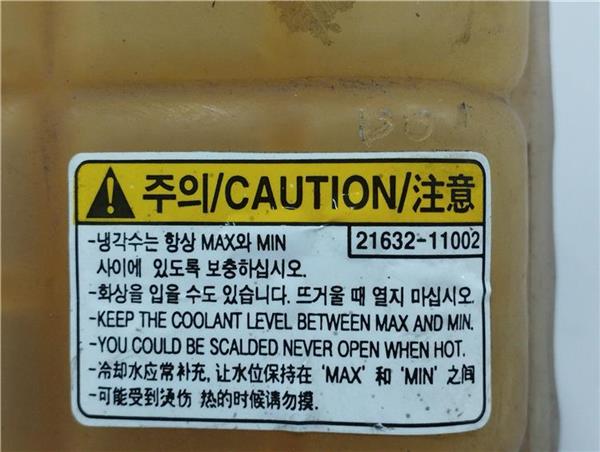 주의/CAUTION/注意
21632-11002
-냉각수는 항상 MAX와 MIN
사이에 있도록 보충하십시오.
-화상을 입을 수도 있습니다. 뜨거울 때 열지 마십시오.
-KEEP THE COOLANT LEVEL BETWEEN MAX AND MIN.
-YOU COULD BE SCALDED NEVER OPEN WHEN HOT.
-冷却水应常补充, 让水位保持在 'MAX' 和 'MIN' 之间
-可能受到烫伤 热的时候请勿摸.